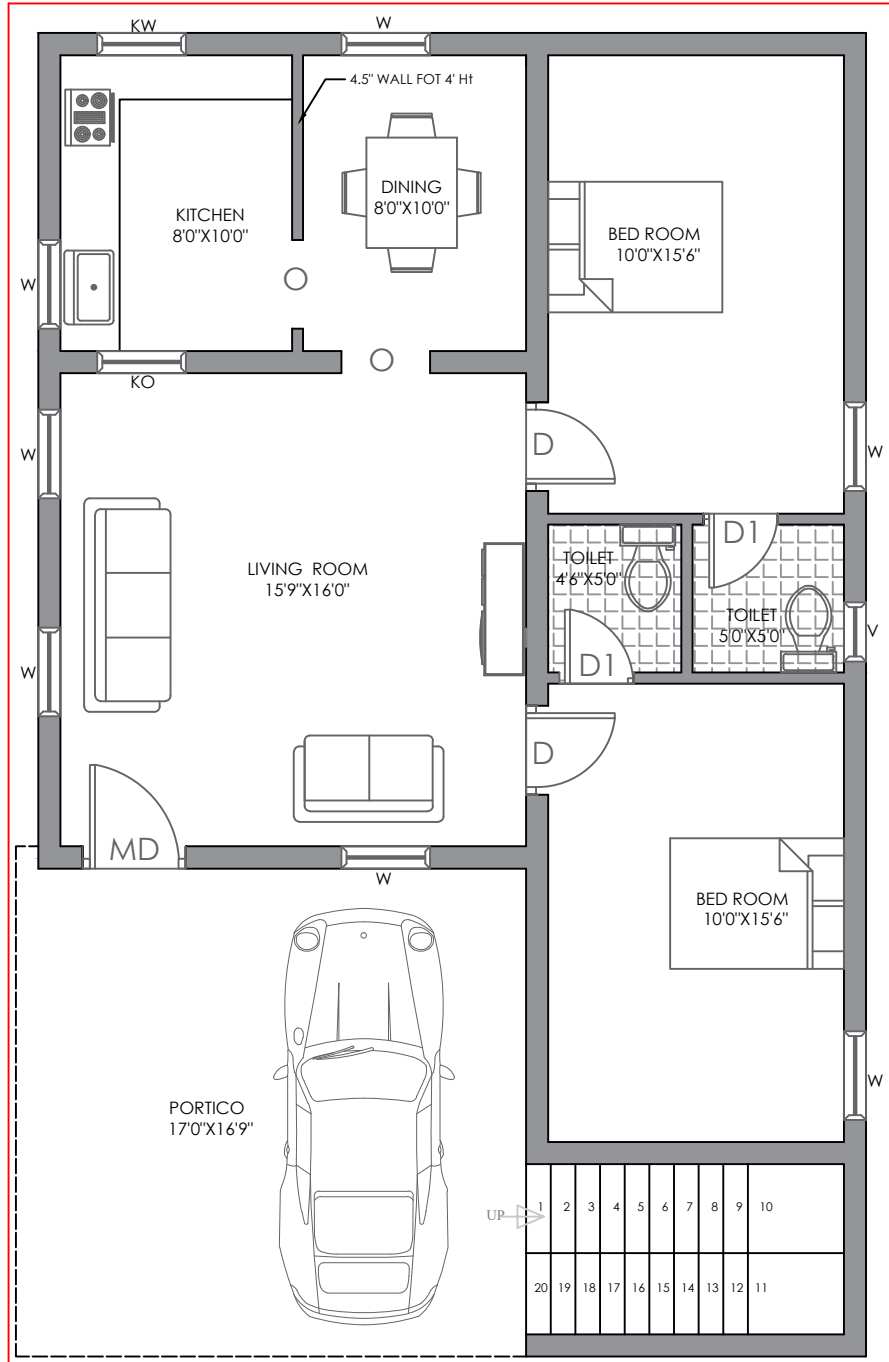 KW
W
4.5" WALL FOT 4' Ht
DINING
8'0"X10'0"
KITCHEN
8'0"X10'0"
BED ROOM
10'0"X15'6"
W
KO
W
D
W
LIVING ROOM
15'9"X16'0"
TOILET
4'6"X5'0"
D1
TOILET
5'0"X5'0"
V
D1
W
D
MD
W
BED ROOM
10'0"X15'6"
W
PORTICO
17'0"X16'9"
UP
1 2 3 4 5 6 7 8 9 10
20 19 18 17 16 15 14 13 12 11